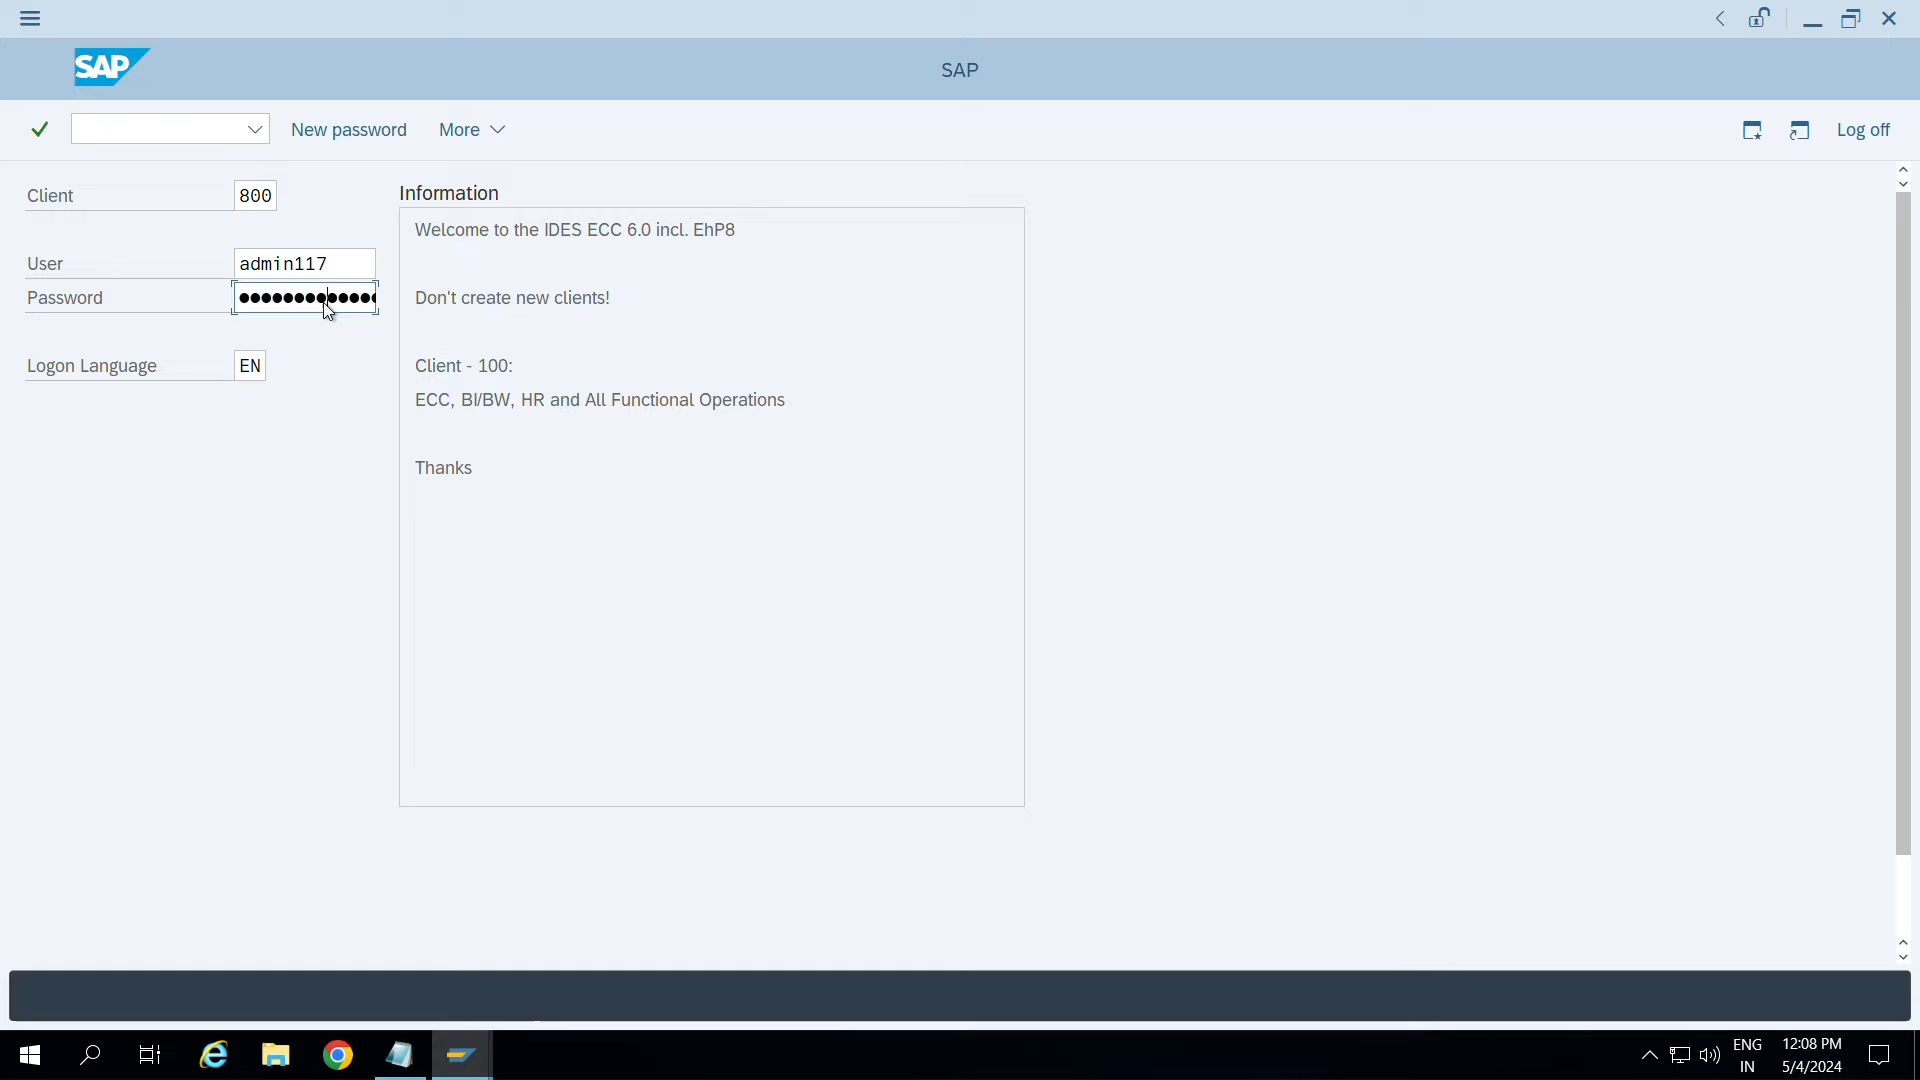 SAP
SAP
New password
More
Log off
Client
800
Information
Welcome to the IDES ECC 6.0 incl. EhP8
User
admin117
Password
Don't create new clients!
Logon Language
EN
Client - 100:
ECC, BI/BW, HR and All Functional Operations
Thanks
ENG
IN
12:08 PM
5/4/2024